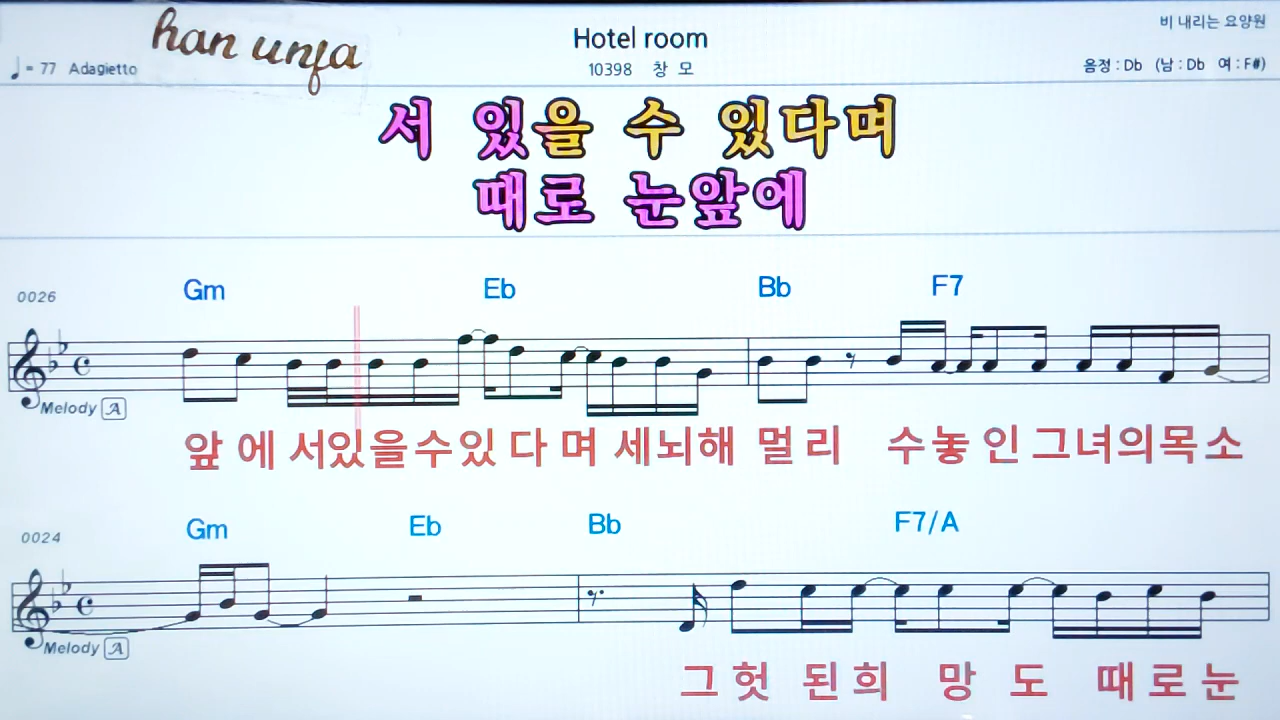 han unja
Hotel room
비 내리는 요양원
♩= 77 Adagietto
10398 창 모
음정 : Db (남 : Db 여 : F#)
서 있을 수 있다며
때로 눈앞에
0026
Gm Eb Bb F7
Melody A
앞 에 서있을수있 다 며 세뇌해 멀 리 수놓 인 그녀의목 소
0024
Gm Eb Bb F7/A
Melody A
그 헛 된 희 망 도 때 로 눈